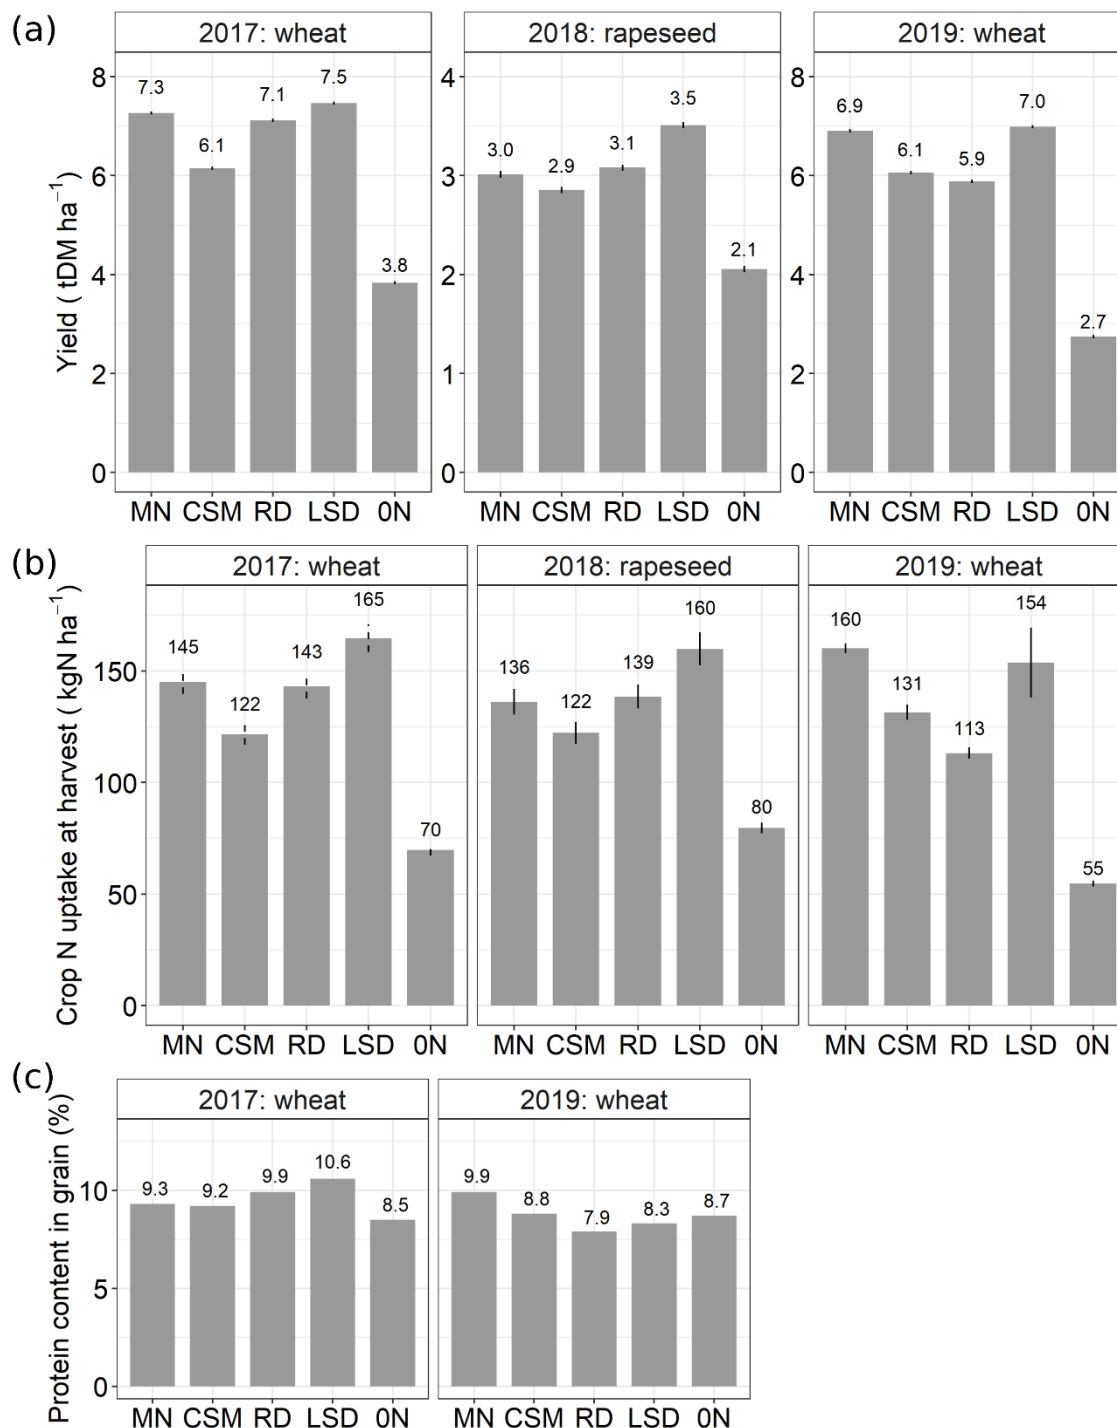 (a)
2017: wheat
2018: rapeseed
2019: wheat
Yield ( tDM ha⁻¹)
8
6
4
2
0
7.3
6.1
7.1
7.5
3.8
MN CSM RD LSD 0N
4
3
2
1
0
3.0
2.9
3.1
3.5
2.1
MN CSM RD LSD 0N
8
6
4
2
0
6.9
6.1
5.9
7.0
2.7
MN CSM RD LSD 0N
(b)
2017: wheat
2018: rapeseed
2019: wheat
Crop N uptake at harvest ( kgN ha⁻¹)
150
100
50
0
145
122
143
165
70
MN CSM RD LSD 0N
136
122
139
160
80
MN CSM RD LSD 0N
160
131
113
154
55
MN CSM RD LSD 0N
(c)
2017: wheat
2019: wheat
Protein content in grain (%)
10
5
0
9.3
9.2
9.9
10.6
8.5
MN CSM RD LSD 0N
9.9
8.8
7.9
8.3
8.7
MN CSM RD LSD 0N